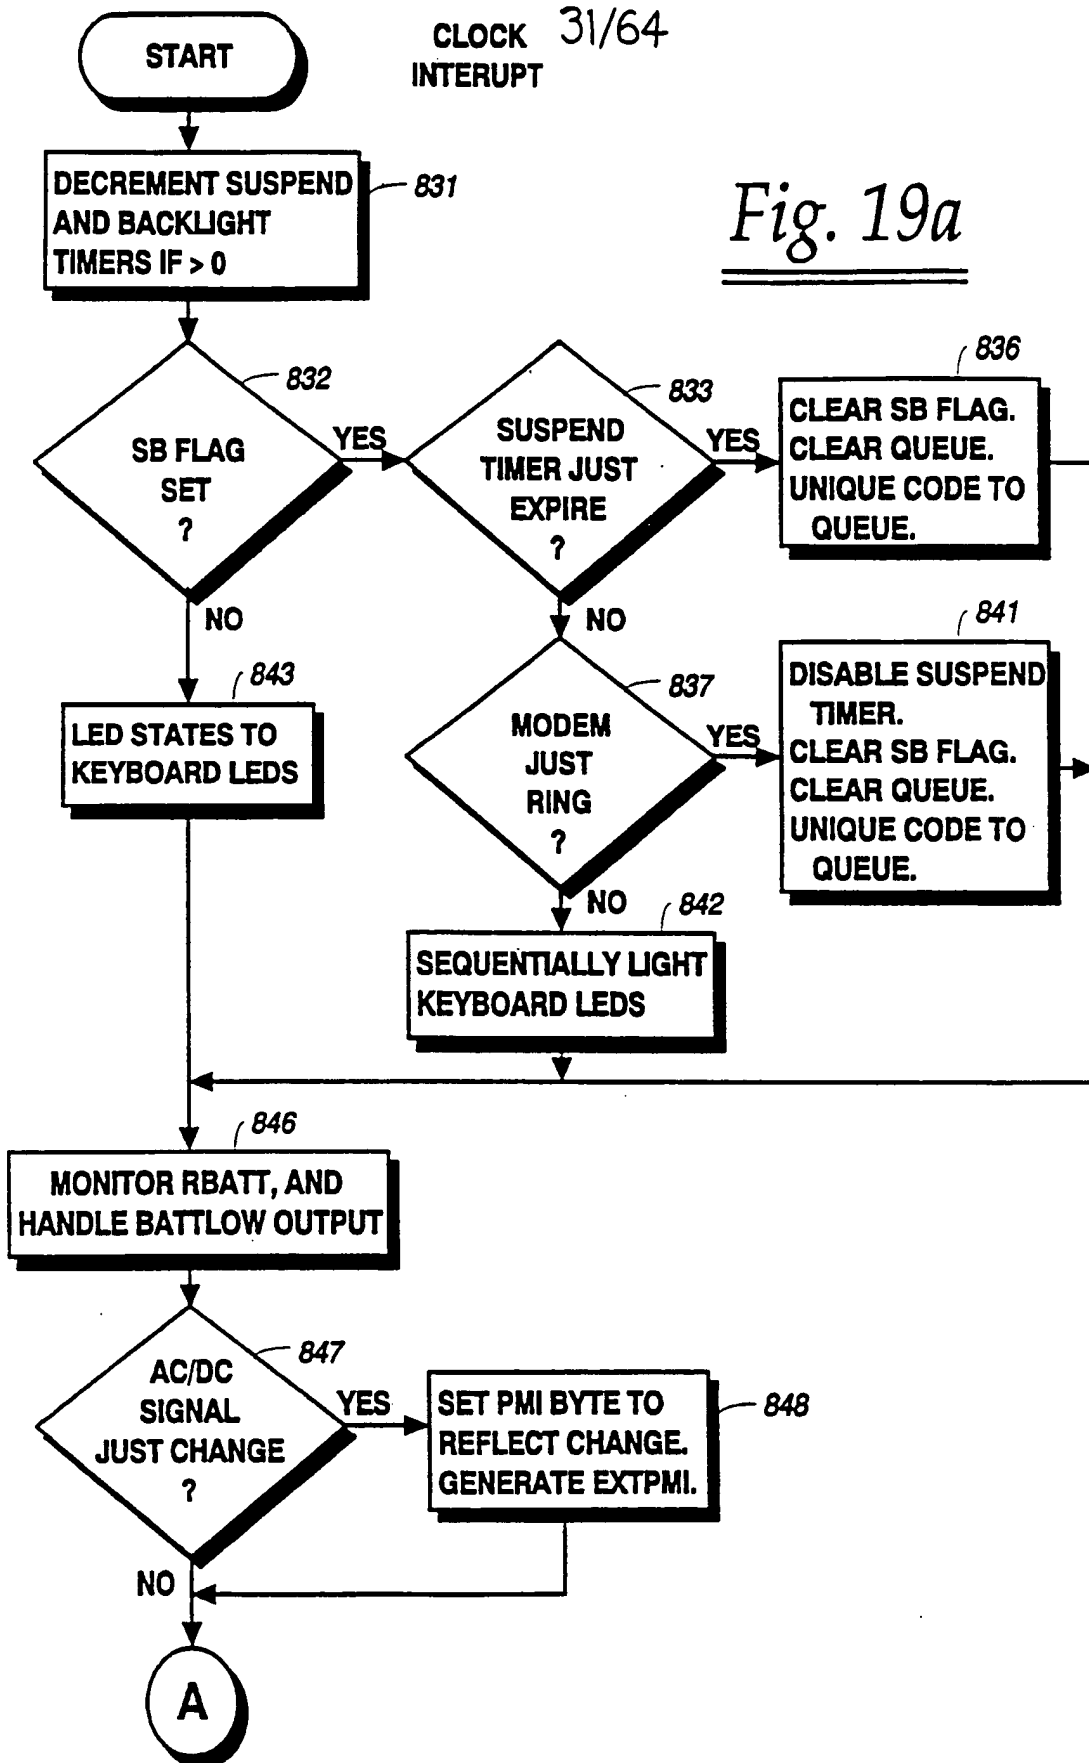 START
CLOCK
INTERUPT
31/64
DECREMENT SUSPEND
AND BACKLIGHT
TIMERS IF > 0
831
Fig. 19a
SB FLAG
SET
?
832
YES
NO
SUSPEND
TIMER JUST
EXPIRE
?
833
YES
NO
836
CLEAR SB FLAG.
CLEAR QUEUE.
UNIQUE CODE TO
QUEUE.
843
LED STATES TO
KEYBOARD LEDS
MODEM
JUST
RING
?
837
YES
NO
841
DISABLE SUSPEND
TIMER.
CLEAR SB FLAG.
CLEAR QUEUE.
UNIQUE CODE TO
QUEUE.
842
SEQUENTIALLY LIGHT
KEYBOARD LEDS
846
MONITOR RBATT, AND
HANDLE BATTLOW OUTPUT
AC/DC
SIGNAL
JUST CHANGE
?
847
YES
NO
SET PMI BYTE TO
REFLECT CHANGE.
GENERATE EXTPMI.
848
A